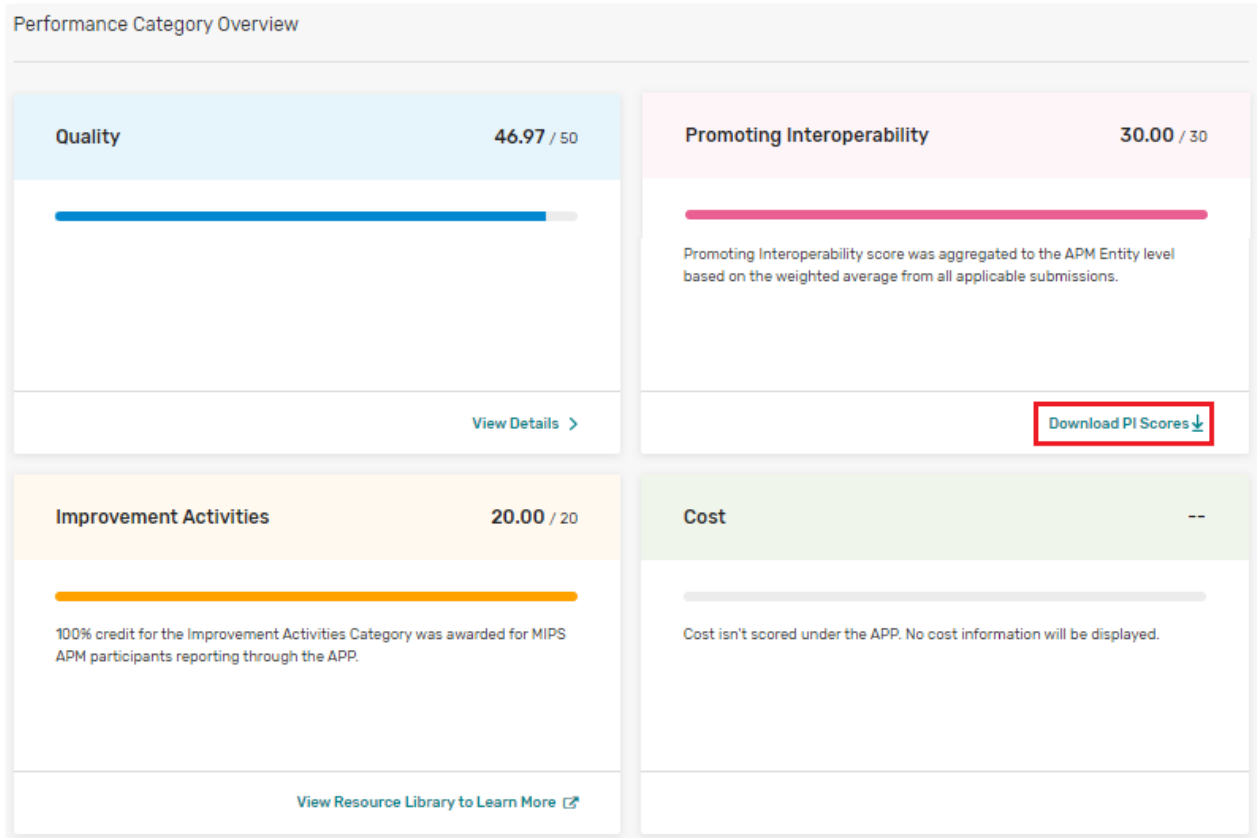 Performance Category Overview
Quality 46.97 / 50
View Details
Promoting Interoperability 30.00 / 30
Promoting Interoperability score was aggregated to the APM Entity level
based on the weighted average from all applicable submissions.
Download PI Scores
Improvement Activities 20.00 / 20
100% credit for the Improvement Activities Category was awarded for MIPS
APM participants reporting through the APP.
View Resource Library to Learn More
Cost --
Cost isn't scored under the APP. No cost information will be displayed.